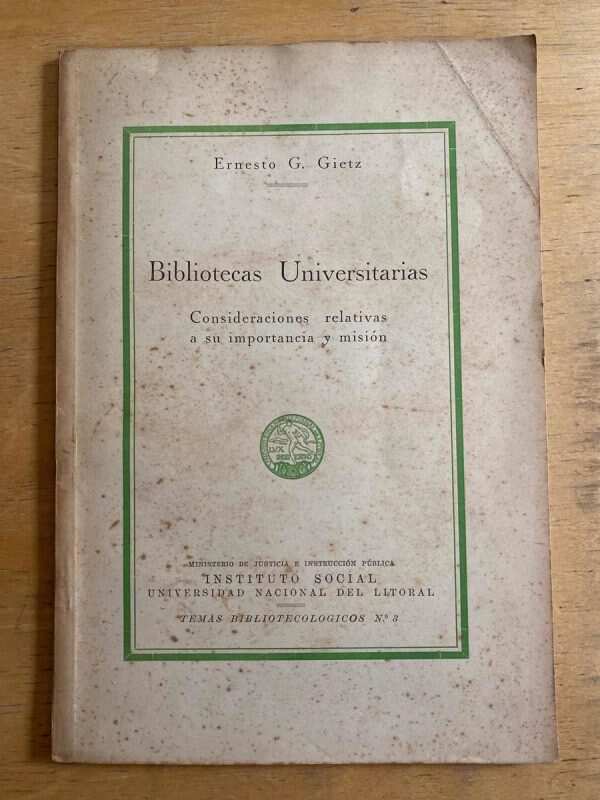 Ernesto G. Gietz
Bibliotecas Universitarias
Consideraciones relativas
a su importancia y misión
MINISTERIO DE JUSTICIA E INSTRUCCIÓN PÚBLICA
INSTITUTO SOCIAL
UNIVERSIDAD NACIONAL DEL LITORAL
TEMAS BIBLIOTECOLOGICOS N.º 3